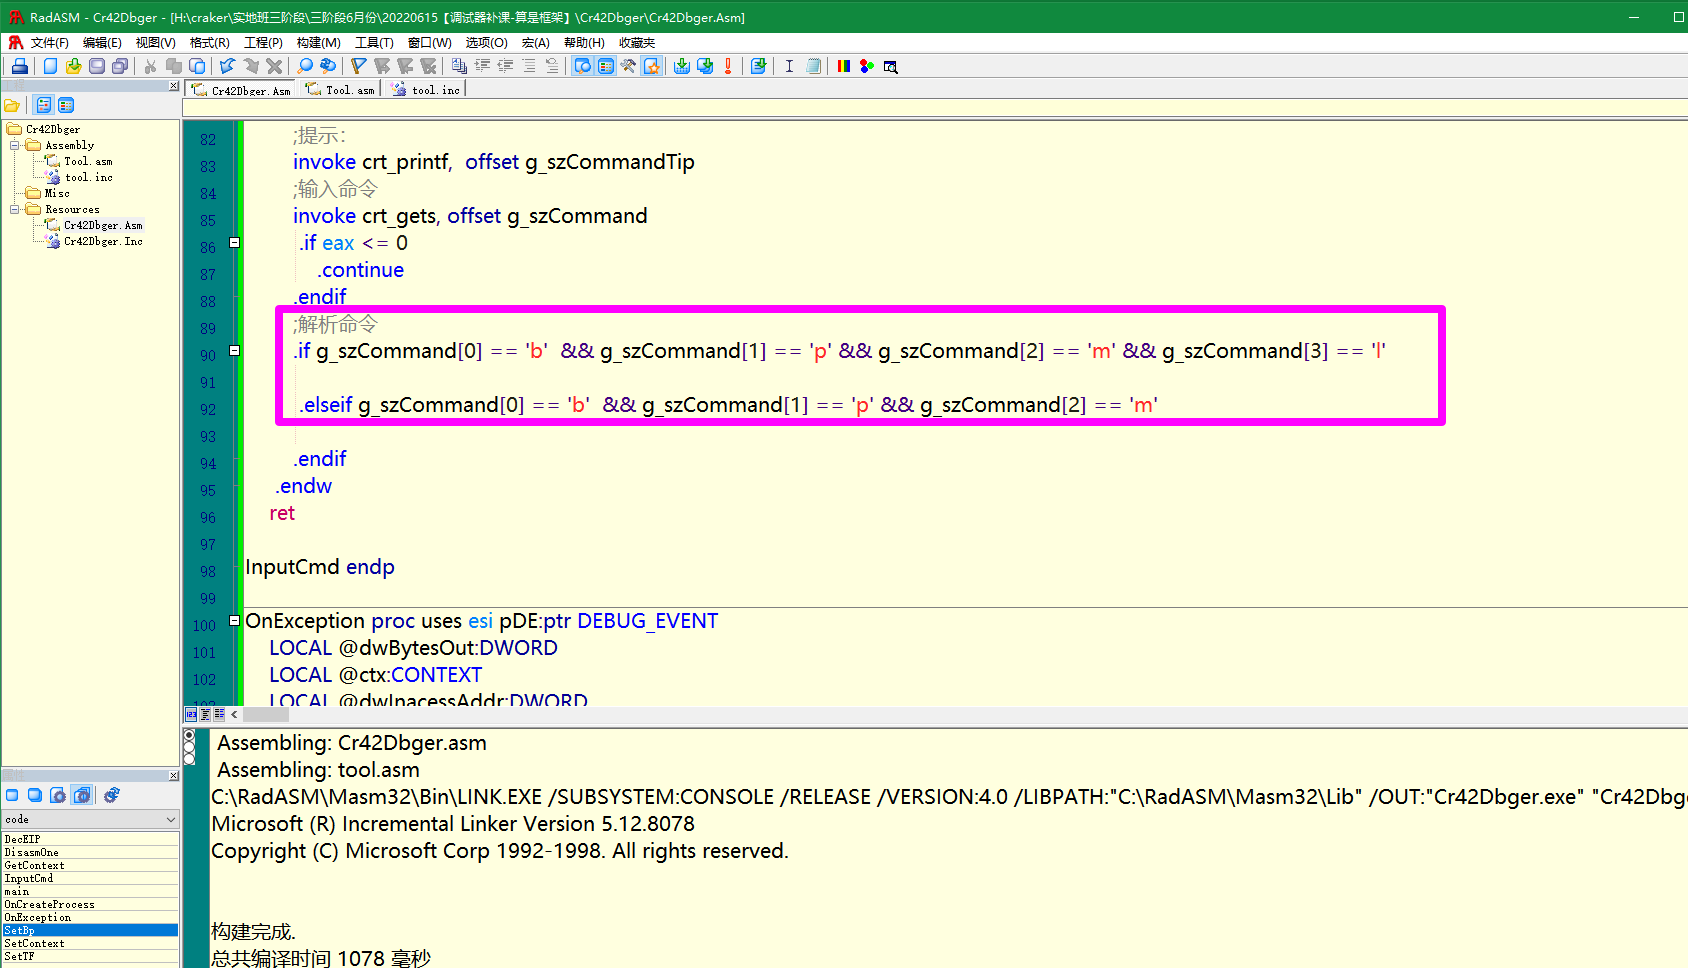 RadASM - Cr42Dbger - [H:\craker\实地班三阶段\三阶段6月份\20220615【调试器补课-算是框架】\Cr42Dbger\Cr42Dbger.Asm]
文件(F) 编辑(E) 视图(V) 格式(R) 工程(P) 构建(M) 工具(T) 窗口(W) 选项(O) 宏(A) 帮助(H) 收藏夹
Cr42Dbger.Asm Tool.asm tool.inc
Cr42Dbger
Assembly
Tool.asm
tool.inc
Misc
Resources
Cr42Dbger.Asm
Cr42Dbger.Inc
82 ;提示:
83 invoke crt_printf, offset g_szCommandTip
84 ;输入命令
85 invoke crt_gets, offset g_szCommand
86 .if eax <= 0
87 .continue
88 .endif
89 ;解析命令
90 .if g_szCommand[0] == 'b' && g_szCommand[1] == 'p' && g_szCommand[2] == 'm' && g_szCommand[3] == 'l'
91
92 .elseif g_szCommand[0] == 'b' && g_szCommand[1] == 'p' && g_szCommand[2] == 'm'
93
94 .endif
95 .endw
96 ret
97
98 InputCmd endp
99
100 OnException proc uses esi pDE:ptr DEBUG_EVENT
101 LOCAL @dwBytesOut:DWORD
102 LOCAL @ctx:CONTEXT
103 LOCAL @dwInacessAddr:DWORD
code
DecEIP
DisasmOne
GetContext
InputCmd
main
OnCreateProcess
OnException
SetBp
SetContext
SetTF
Assembling: Cr42Dbger.asm
Assembling: tool.asm
C:\RadASM\Masm32\Bin\LINK.EXE /SUBSYSTEM:CONSOLE /RELEASE /VERSION:4.0 /LIBPATH:"C:\RadASM\Masm32\Lib" /OUT:"Cr42Dbger.exe" "Cr42Dbge
Microsoft (R) Incremental Linker Version 5.12.8078
Copyright (C) Microsoft Corp 1992-1998. All rights reserved.
构建完成.
总共编译时间 1078 毫秒